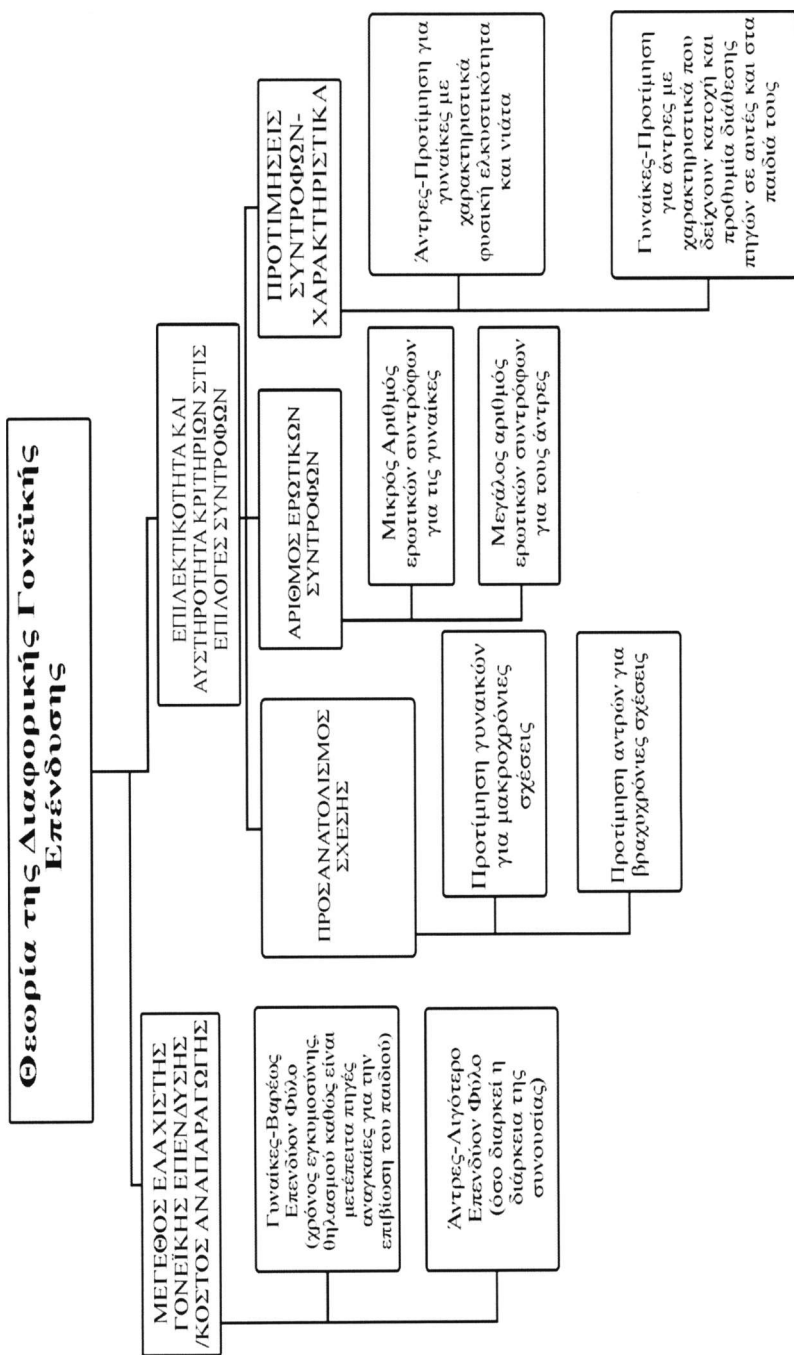 Θεωρία της Διαφορικής Γονεϊκής
Επένδυσης
ΜΕΓΕΘΟΣ ΕΛΑΧΙΣΤΗΣ
ΓΟΝΕΪΚΗΣ ΕΠΕΝΔΥΣΗΣ
/ΚΟΣΤΟΣ ΑΝΑΠΑΡΑΓΩΓΗΣ
Γυναίκες-Βαρέως
Επενδύον Φύλο
(χρόνος εγκυμοσύνης,
θηλασμού καθώς είναι
μετέπειτα πηγές
αναγκαίες για την
επιβίωση του παιδιού)
Άντρες-Λιγότερο
Επενδύον Φύλο
(όσο διαρκεί η
διάρκεια της
συνουσίας)
ΕΠΙΛΕΚΤΙΚΟΤΗΤΑ ΚΑΙ
ΑΥΣΤΗΡΟΤΗΤΑ ΚΡΙΤΗΡΙΩΝ ΣΤΙΣ
ΕΠΙΛΟΓΕΣ ΣΥΝΤΡΟΦΩΝ
ΠΡΟΣΑΝΑΤΟΛΙΣΜΟΣ
ΣΧΕΣΗΣ
Προτίμηση γυναικών
για μακροχρόνιες
σχέσεις
Προτίμηση αντρών για
βραχυχρόνιες σχέσεις
ΑΡΙΘΜΟΣ ΕΡΩΤΙΚΩΝ
ΣΥΝΤΡΟΦΩΝ
Μικρός Αριθμός
ερωτικών συντρόφων
για τις γυναίκες
Μεγάλος αριθμός
ερωτικών συντρόφων
για τους άντρες
ΠΡΟΤΙΜΗΣΕΙΣ
ΣΥΝΤΡΟΦΩΝ-
ΧΑΡΑΚΤΗΡΙΣΤΙΚΑ
Άντρες-Προτίμηση για
γυναίκες με
χαρακτηριστικά
φυσική ελκυστικότητα
και νιάτα
Γυναίκες-Προτίμηση
για άντρες με
χαρακτηριστικά που
δείχνουν κατοχή και
προθυμία διάθεσης
πηγών σε αυτές και στα
παιδιά τους